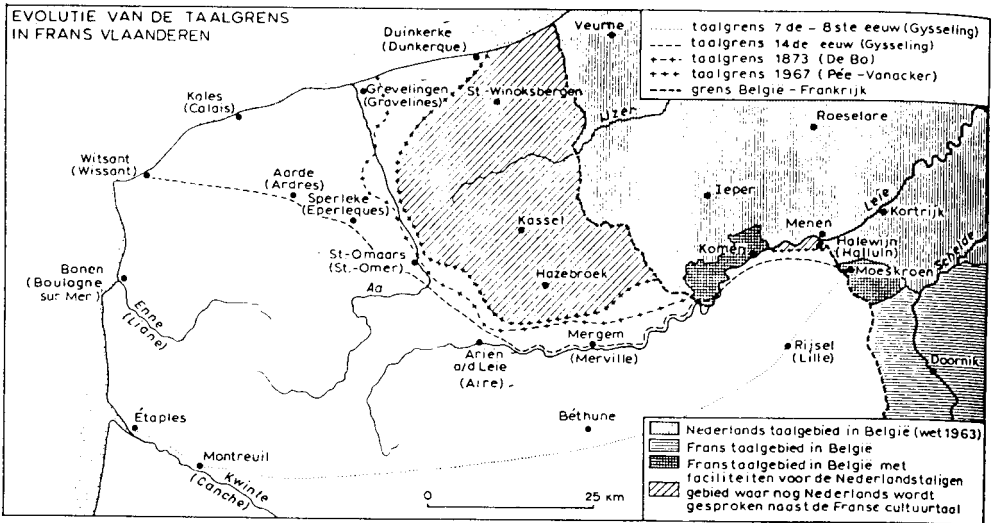 EVOLUTIE VAN DE TAALGRENS
IN FRANS VLAANDEREN
taalgrens 7de - 8ste eeuw (Gysseling)
taalgrens 14de eeuw (Gysseling)
taalgrens 1873 (De Bo)
taalgrens 1967 (Pée-Vanacker)
grens België-Frankrijk
Veurne
Duinkerke
(Dunkerque)
Grevelingen
(Gravelines)
St-Winoksbergen
Kales
(Calais)
IJzer
Roeselare
Witsant
(Wissant)
Aarde
(Ardres)
Sperleke
(Eperleques)
Ieper
Leie
Kortrijk
Kassel
Menen
Halewijn
(Halluin)
Komen
Schelde
Moeskroen
St-Omaars
(St.-Omer)
Bonen
(Boulogne
sur Mer)
Aa
Hazebroek
Enne
(Liane)
Mergem
(Merville)
Rijsel
(Lille)
Arien
a/d Leie
(Aire)
Doornik
Étaples
Béthune
Montreuil
Kwinte
(Canche)
0 25 KM
Nederlands taalgebied in België (wet 1963)
Frans taalgebied in België
Frans taalgebied in België met
faciliteiten voor de Nederlandstaligen
gebied waar nog Nederlands wordt
gesproken naast de Franse cultuurtaal